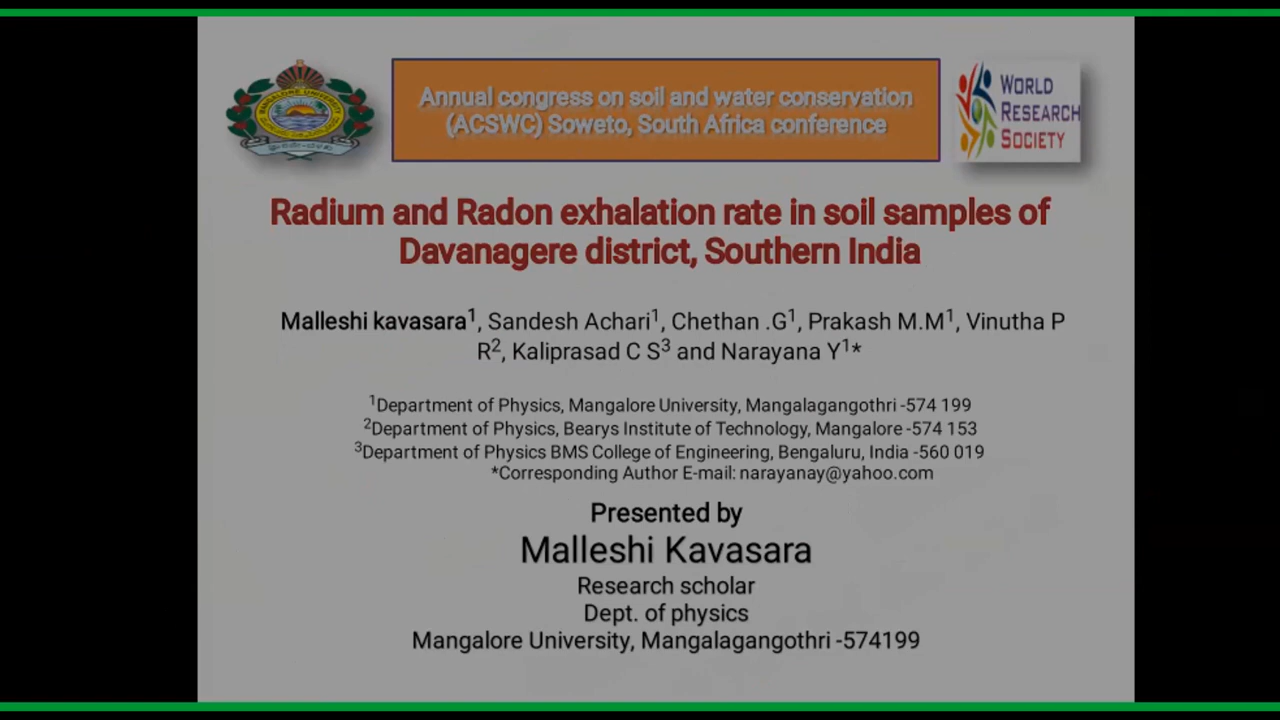 MANGALORE UNIVERSITY
Annual congress on soil and water conservation
(ACSWC) Soweto, South Africa conference
WORLD
RESEARCH
SOCIETY
Radium and Radon exhalation rate in soil samples of
Davanagere district, Southern India
Malleshi kavasara¹, Sandesh Achari¹, Chethan .G¹, Prakash M.M¹, Vinutha P
R², Kaliprasad C S³ and Narayana Y¹*
¹Department of Physics, Mangalore University, Mangalagangothri -574 199
²Department of Physics, Bearys Institute of Technology, Mangalore -574 153
³Department of Physics BMS College of Engineering, Bengaluru, India -560 019
*Corresponding Author E-mail: narayanay@yahoo.com
Presented by
Malleshi Kavasara
Research scholar
Dept. of physics
Mangalore University, Mangalagangothri -574199